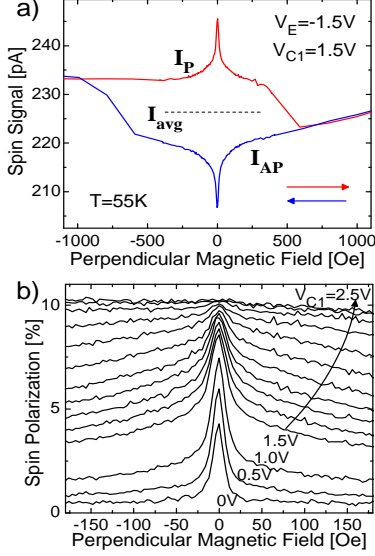 a)
V_E=-1.5V
V_C1=1.5V
I_P
I_avg
I_AP
T=55K
240
230
220
210
Spin Signal [pA]
-1000 -500 0 500 1000
Perpendicular Magnetic Field [Oe]
b)
V_C1=2.5V
1.5V
1.0V
0.5V
0V
10
5
0
Spin Polarization [%]
-150 -100 -50 0 50 100 150
Perpendicular Magnetic Field [Oe]